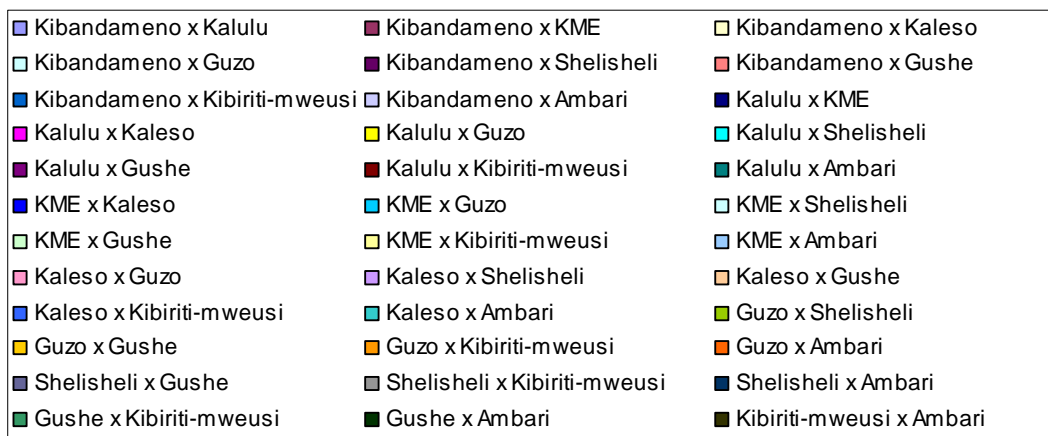 Kibandameno x Kalulu Kibandameno x KME Kibandameno x Kaleso
Kibandameno x Guzo Kibandameno x Shelisheli Kibandameno x Gushe
Kibandameno x Kibiriti-mweusi Kibandameno x Ambari Kalulu x KME
Kalulu x Kaleso Kalulu x Guzo Kalulu x Shelisheli
Kalulu x Gushe Kalulu x Kibiriti-mweusi Kalulu x Ambari
KME x Kaleso KME x Guzo KME x Shelisheli
KME x Gushe KME x Kibiriti-mweusi KME x Ambari
Kaleso x Guzo Kaleso x Shelisheli Kaleso x Gushe
Kaleso x Kibiriti-mweusi Kaleso x Ambari Guzo x Shelisheli
Guzo x Gushe Guzo x Kibiriti-mweusi Guzo x Ambari
Shelisheli x Gushe Shelisheli x Kibiriti-mweusi Shelisheli x Ambari
Gushe x Kibiriti-mweusi Gushe x Ambari Kibiriti-mweusi x Ambari